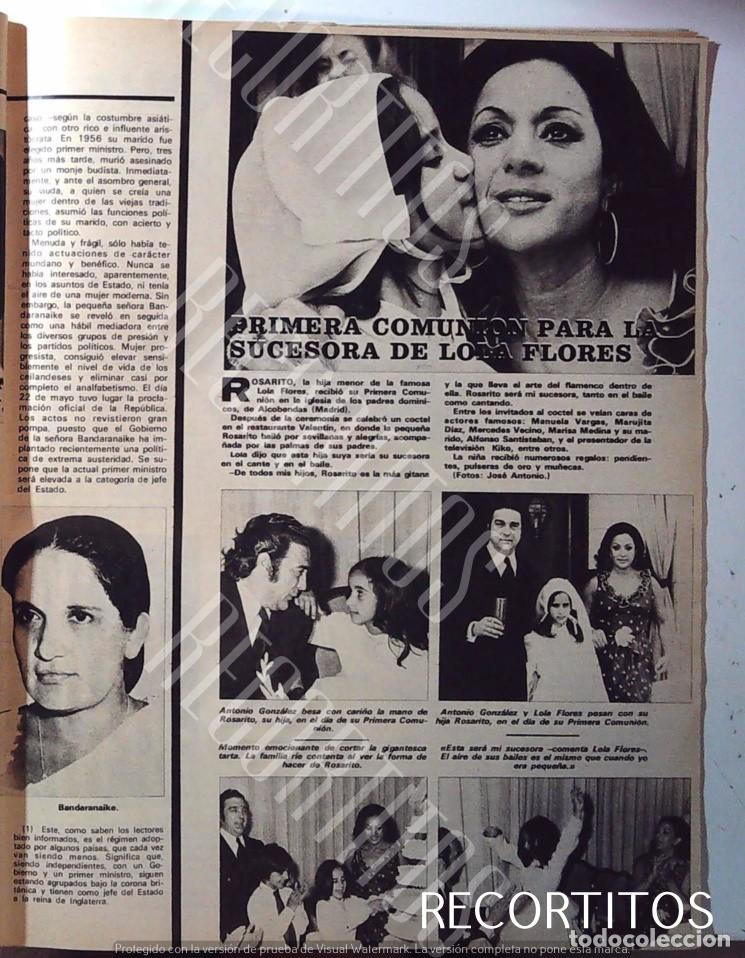 caso —según la costumbre asiáti-
ca— con otro rico e influente aris-
tócrata. En 1956 su marido fue
elegido primer ministro. Pero, tres
años más tarde, murió asesinado
por un monje budista. Inmediata-
mente, y ante el asombro general,
su viuda, a quien se creía una
mujer dentro de las viejas tradi-
ciones, asumió las funciones polí-
ticas de su marido, con acierto y
tacto político.
Menuda y frágil, sólo había te-
nido actuaciones de carácter
mundano y benéfico. Nunca se
había interesado, aparentemente,
en los asuntos de Estado, ni tenía
el aire de una mujer moderna. Sin
embargo, la pequeña señora Ban-
daranaike se reveló en seguida
como una hábil mediadora entre
los diversos grupos de presión y
los partidos políticos. Mujer pro-
gresista, consiguió elevar sensi-
blemente el nivel de vida de los
ceilandeses y eliminar casi por
completo el analfabetismo. El día
22 de mayo tuvo lugar la procla-
mación oficial de la República.
Los actos no revistieron gran
pompa, puesto que el Gobierno
de la señora Bandaranaike ha im-
plantado recientemente una políti-
ca de extrema austeridad. Se su-
pone que la actual primer ministro
será elevada a la categoría de jefe
del Estado.
Bandaranaike.
(1) Este, como saben los lectores
bien informados, es el régimen adop-
tado por algunos países, que cada vez
van siendo menos. Significa que,
siendo independientes, con un Go-
bierno y un primer ministro, siguen
estando agrupados bajo la corona bri-
tánica y tienen como jefe del Estado
a la reina de Inglaterra.
PRIMERA COMUNION PARA LA
SUCESORA DE LOLA FLORES
ROSARITO, la hija menor de la famosa
Lola Flores, recibió su Primera Comu-
nión en la iglesia de los padres domini-
cos, de Alcobendas (Madrid).
Después de la ceremonia se celebró un coctel
en el restaurante Valentín, en donde la pequeña
Rosarito bailó por sevillanas y alegrías, acompa-
ñada por las palmas de sus padres.
Lola dijo que esta hija suya sería su sucesora
en el cante y en el baile.
—De todos mis hijos, Rosarito es la más gitana
y la que lleva el arte del flamenco dentro de
ella. Rosarito será mi sucesora, tanto en el baile
como cantando.
Entre los invitados al coctel se veían caras de
actores famosos: Manuela Vargas, Marujita
Díaz, Mercedes Vecino, Marisa Medina y su ma-
rido, Alfonso Santisteban, y el presentador de la
televisión Kiko, entre otros.
La niña recibió numerosos regalos: pendien-
tes, pulseras de oro y muñecas.
(Fotos: José Antonio.)
Antonio González besa con cariño la mano de
Rosarito, su hija, en el día de su Primera Comu-
nión.
Antonio González y Lola Flores posan con su
hija Rosarito, en el día de su Primera Comunión.
Momento emocionante de cortar la gigantesca
tarta. La familia ríe contenta al ver la forma de
hacer de Rosarito.
«Esta será mi sucesora —comenta Lola Flores—.
El aire de sus bailes es el mismo que cuando yo
era pequeña.»
RECORTITOS
RECORTITOS
RECORTITOS
RECORTITOS
todocoleccion
Protegido con la versión de prueba de Visual Watermark. La versión completa no pone esta marca.